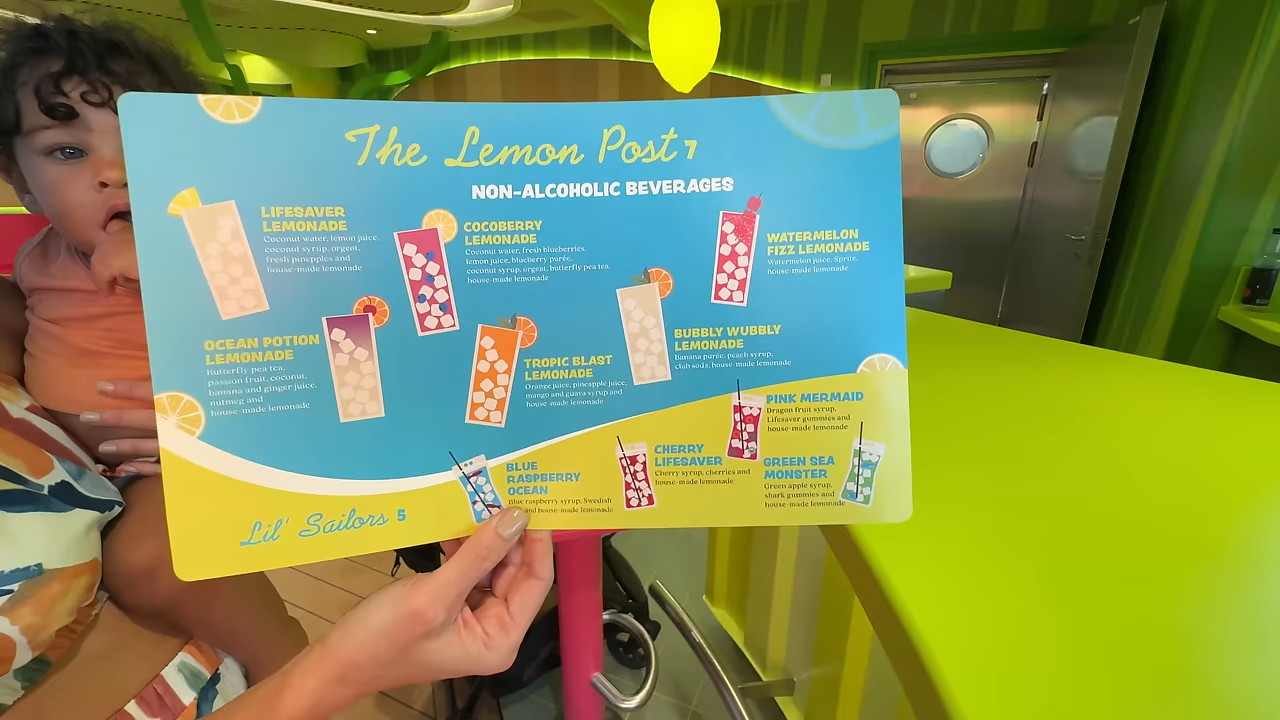 The Lemon Post 7
NON-ALCOHOLIC BEVERAGES
LIFESAVER
LEMONADE
Coconut water, lemon juice,
coconut syrup, orgeat,
fresh pinepples and
house-made lemonade
COCOBERRY
LEMONADE
Coconut water, fresh blueberries,
lemon juice, blueberry purée,
coconut syrup, orgeat, butterfly pea tea,
house-made lemonade
WATERMELON
FIZZ LEMONADE
Watermelon juice, Sprite,
house-made lemonade
OCEAN POTION
LEMONADE
Butterfly pea tea,
passion fruit, coconut,
banana and ginger juice,
nutmeg and
house-made lemonade
TROPIC BLAST
LEMONADE
Orange juice, pineapple juice,
mango and guava syrup and
house-made lemonade
BUBBLY WUBBLY
LEMONADE
Banana purée, peach syrup,
club soda, house-made lemonade
Lil' Sailors 5
BLUE
RASPBERRY
OCEAN
Blue raspberry syrup, Swedish
and house-made lemonade
CHERRY
LIFESAVER
Cherry syrup, cherries and
house-made lemonade
PINK MERMAID
Dragon fruit syrup,
Lifesaver gummies and
house-made lemonade
GREEN SEA
MONSTER
Green apple syrup,
shark gummies and
house-made lemonade